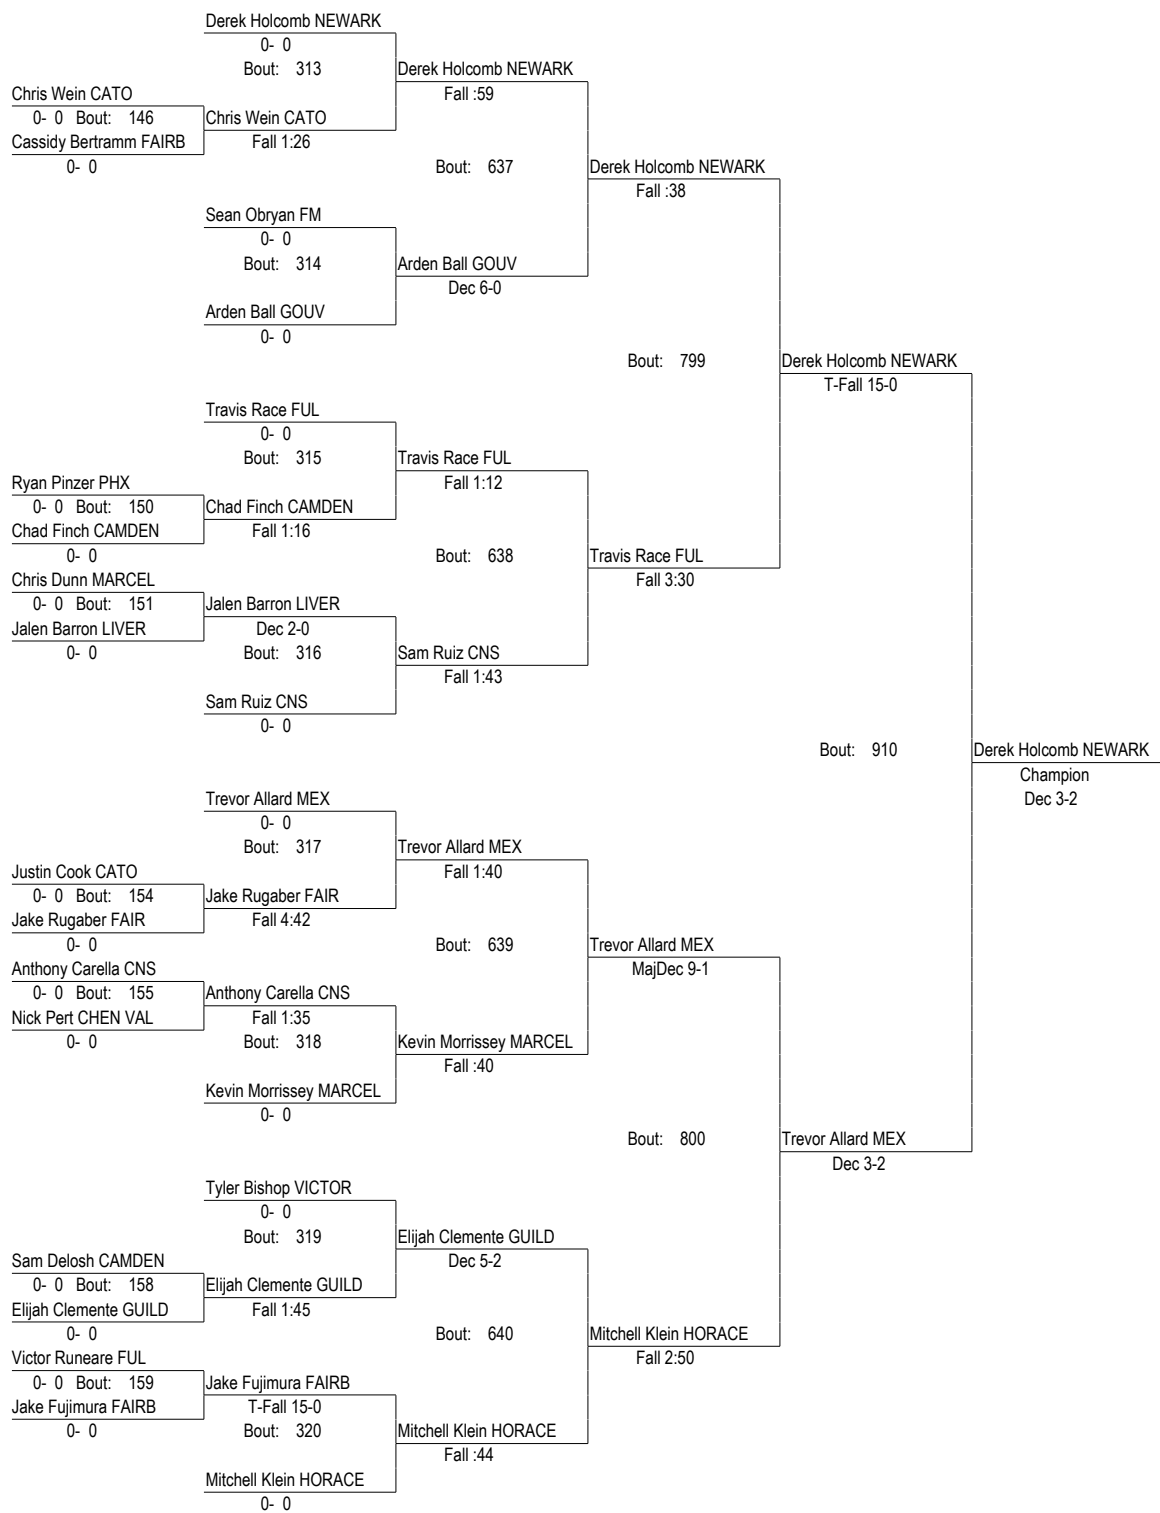 Derek Holcomb NEWARK
0- 0
Bout: 313
Derek Holcomb NEWARK
Fall :59
Chris Wein CATO
0- 0 Bout: 146
Chris Wein CATO
Cassidy Bertramm FAIRB
Fall 1:26
0- 0
Bout: 637
Derek Holcomb NEWARK
Fall :38
Sean Obryan FM
0- 0
Bout: 314
Arden Ball GOUV
Dec 6-0
Arden Ball GOUV
0- 0
Bout: 799
Derek Holcomb NEWARK
T-Fall 15-0
Travis Race FUL
0- 0
Bout: 315
Travis Race FUL
Fall 1:12
Ryan Pinzer PHX
0- 0 Bout: 150
Chad Finch CAMDEN
Chad Finch CAMDEN
Fall 1:16
0- 0
Bout: 638
Travis Race FUL
Fall 3:30
Chris Dunn MARCEL
0- 0 Bout: 151
Jalen Barron LIVER
Jalen Barron LIVER
Dec 2-0
0- 0
Bout: 316
Sam Ruiz CNS
Fall 1:43
Sam Ruiz CNS
0- 0
Bout: 910
Derek Holcomb NEWARK
Champion
Dec 3-2
Trevor Allard MEX
0- 0
Bout: 317
Trevor Allard MEX
Fall 1:40
Justin Cook CATO
0- 0 Bout: 154
Jake Rugaber FAIR
Jake Rugaber FAIR
Fall 4:42
0- 0
Bout: 639
Trevor Allard MEX
MajDec 9-1
Anthony Carella CNS
0- 0 Bout: 155
Anthony Carella CNS
Nick Pert CHEN VAL
Fall 1:35
0- 0
Bout: 318
Kevin Morrissey MARCEL
Fall :40
Kevin Morrissey MARCEL
0- 0
Bout: 800
Trevor Allard MEX
Dec 3-2
Tyler Bishop VICTOR
0- 0
Bout: 319
Elijah Clemente GUILD
Dec 5-2
Sam Delosh CAMDEN
0- 0 Bout: 158
Elijah Clemente GUILD
Elijah Clemente GUILD
Fall 1:45
0- 0
Bout: 640
Mitchell Klein HORACE
Fall 2:50
Victor Runeare FUL
0- 0 Bout: 159
Jake Fujimura FAIRB
Jake Fujimura FAIRB
T-Fall 15-0
0- 0
Bout: 320
Mitchell Klein HORACE
Fall :44
Mitchell Klein HORACE
0- 0